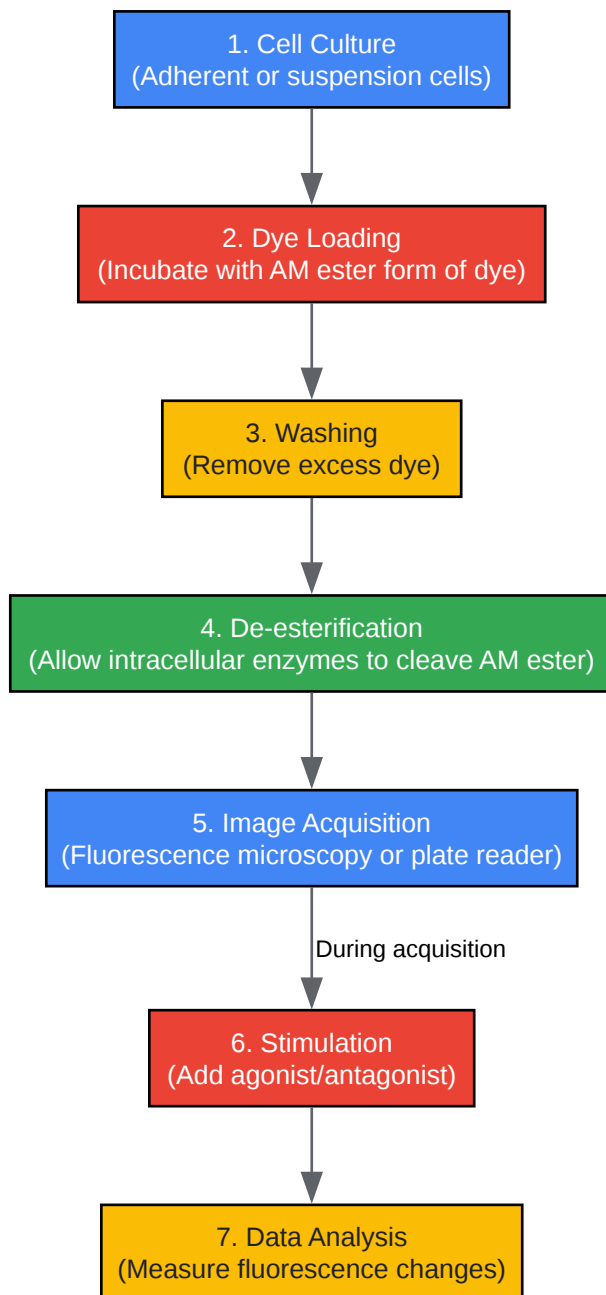 1. Cell Culture
(Adherent or suspension cells)
2. Dye Loading
(Incubate with AM ester form of dye)
3. Washing
(Remove excess dye)
4. De-esterification
(Allow intracellular enzymes to cleave AM ester)
5. Image Acquisition
(Fluorescence microscopy or plate reader)
During acquisition
6. Stimulation
(Add agonist/antagonist)
7. Data Analysis
(Measure fluorescence changes)